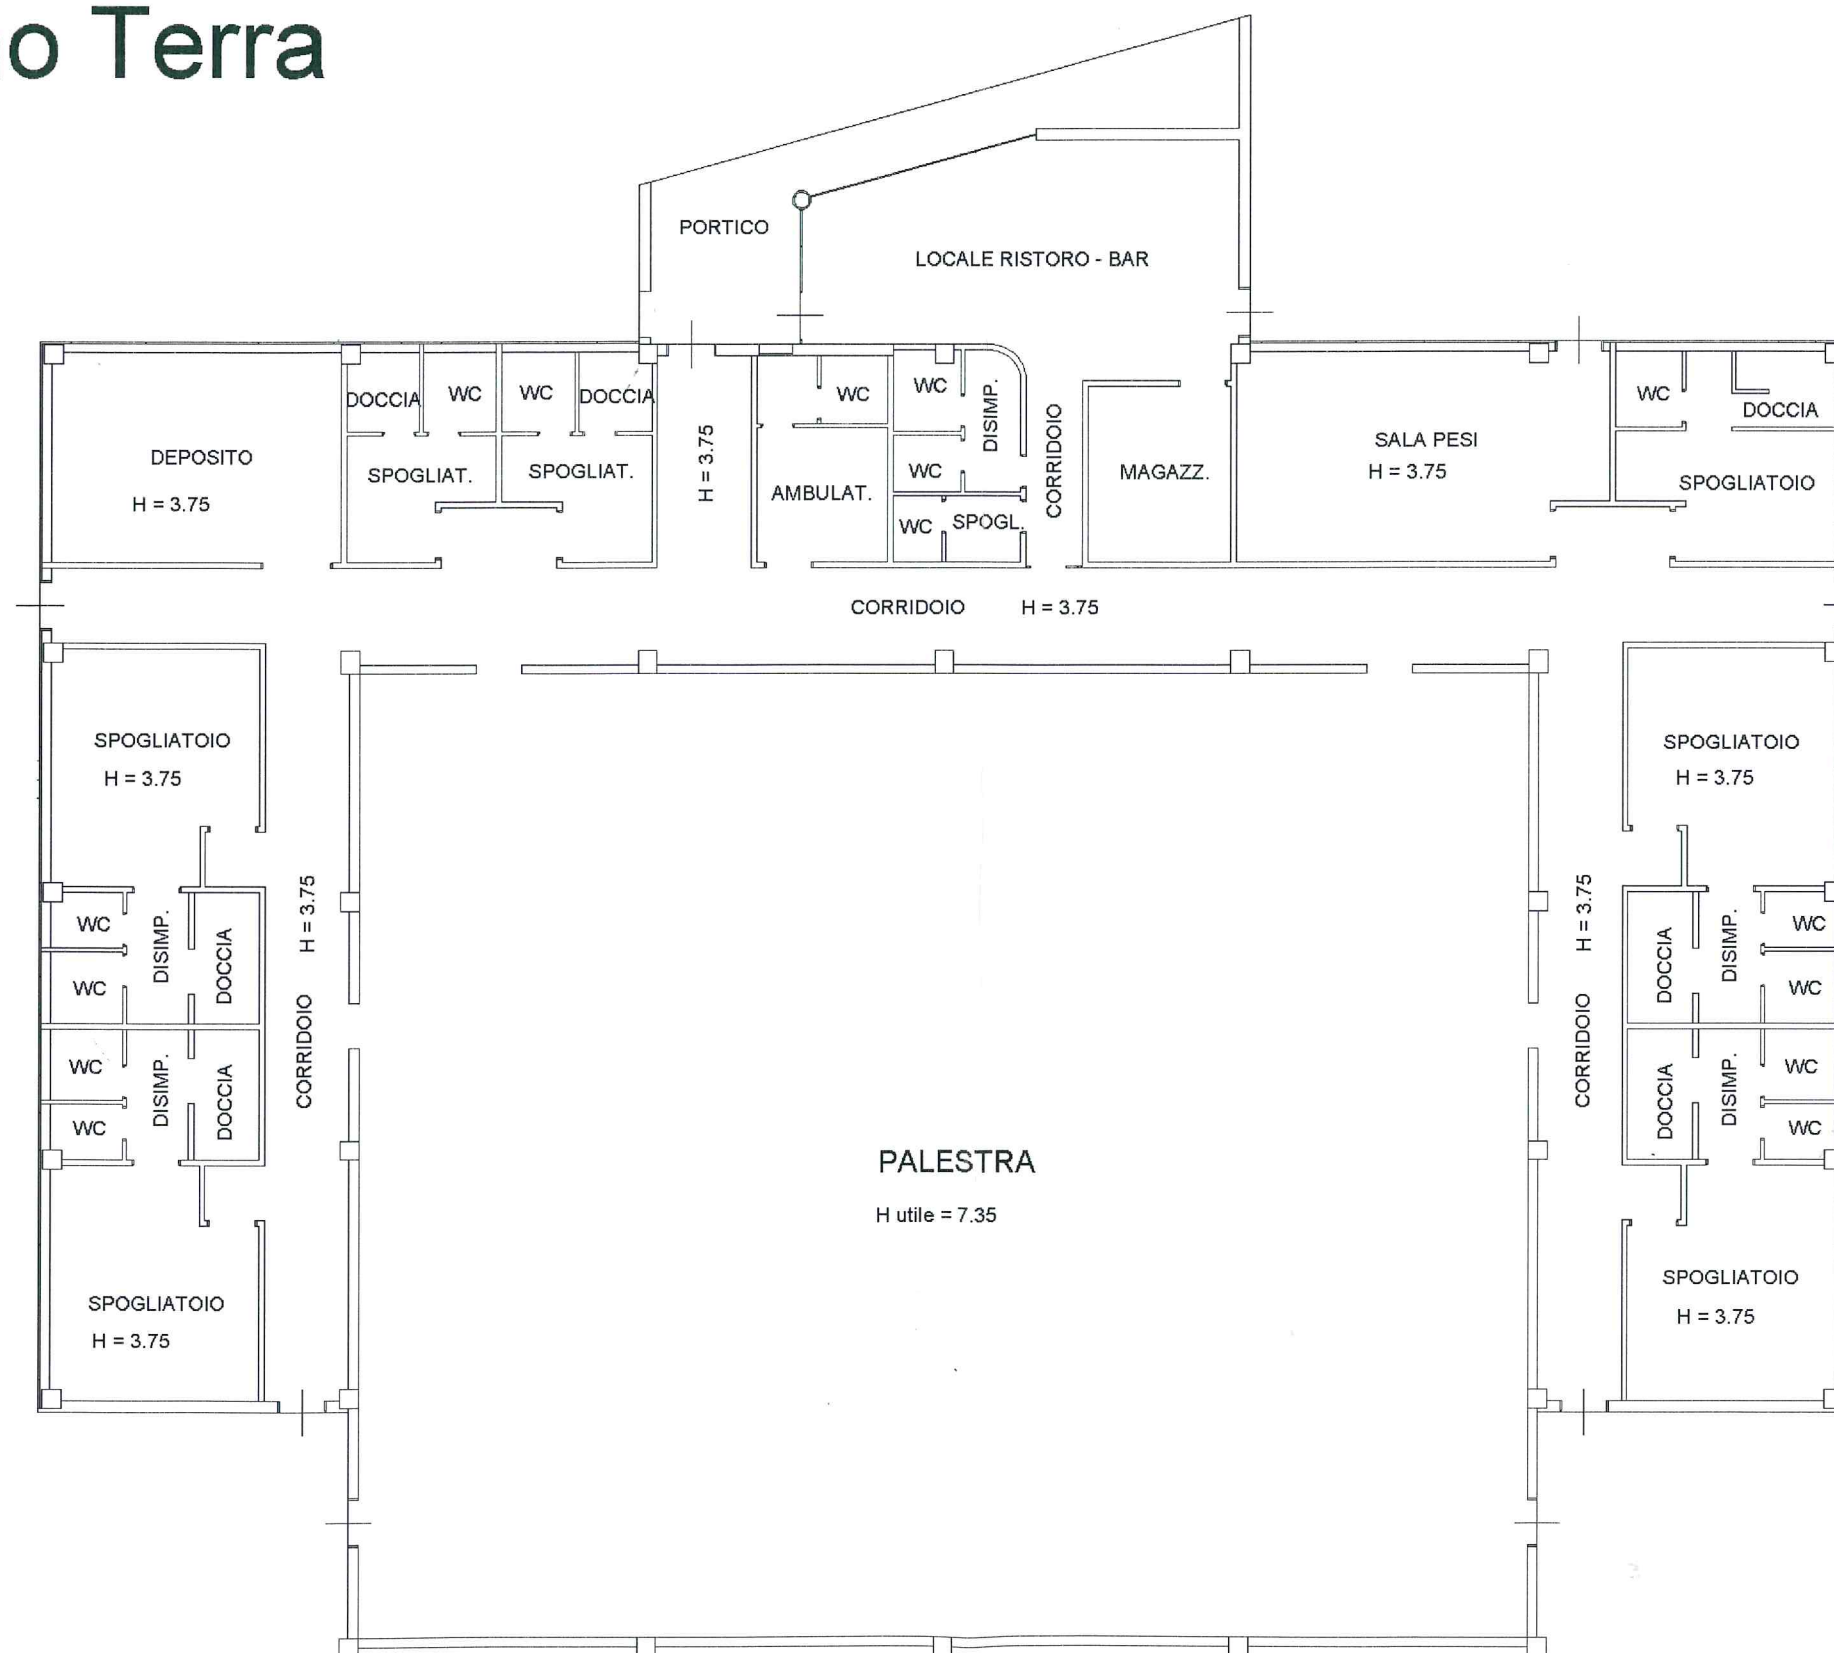 o Terra
PORTICO
LOCALE RISTORO - BAR
DEPOSITO
H = 3.75
DOCCIA
WC
WC
DOCCIA
SPOGLIAT.
SPOGLIAT.
H = 3.75
WC
AMBULAT.
WC
WC
DISIMP.
WC
SPOGL.
CORRIDOIO
MAGAZZ.
SALA PESI
H = 3.75
WC
DOCCIA
SPOGLIATOIO
CORRIDOIO H = 3.75
SPOGLIATOIO
H = 3.75
WC
WC
DISIMP.
DOCCIA
WC
WC
DISIMP.
DOCCIA
CORRIDOIO H = 3.75
SPOGLIATOIO
H = 3.75
PALESTRA
H utile = 7.35
SPOGLIATOIO
H = 3.75
CORRIDOIO H = 3.75
DOCCIA
DISIMP.
WC
WC
DOCCIA
DISIMP.
WC
WC
SPOGLIATOIO
H = 3.75